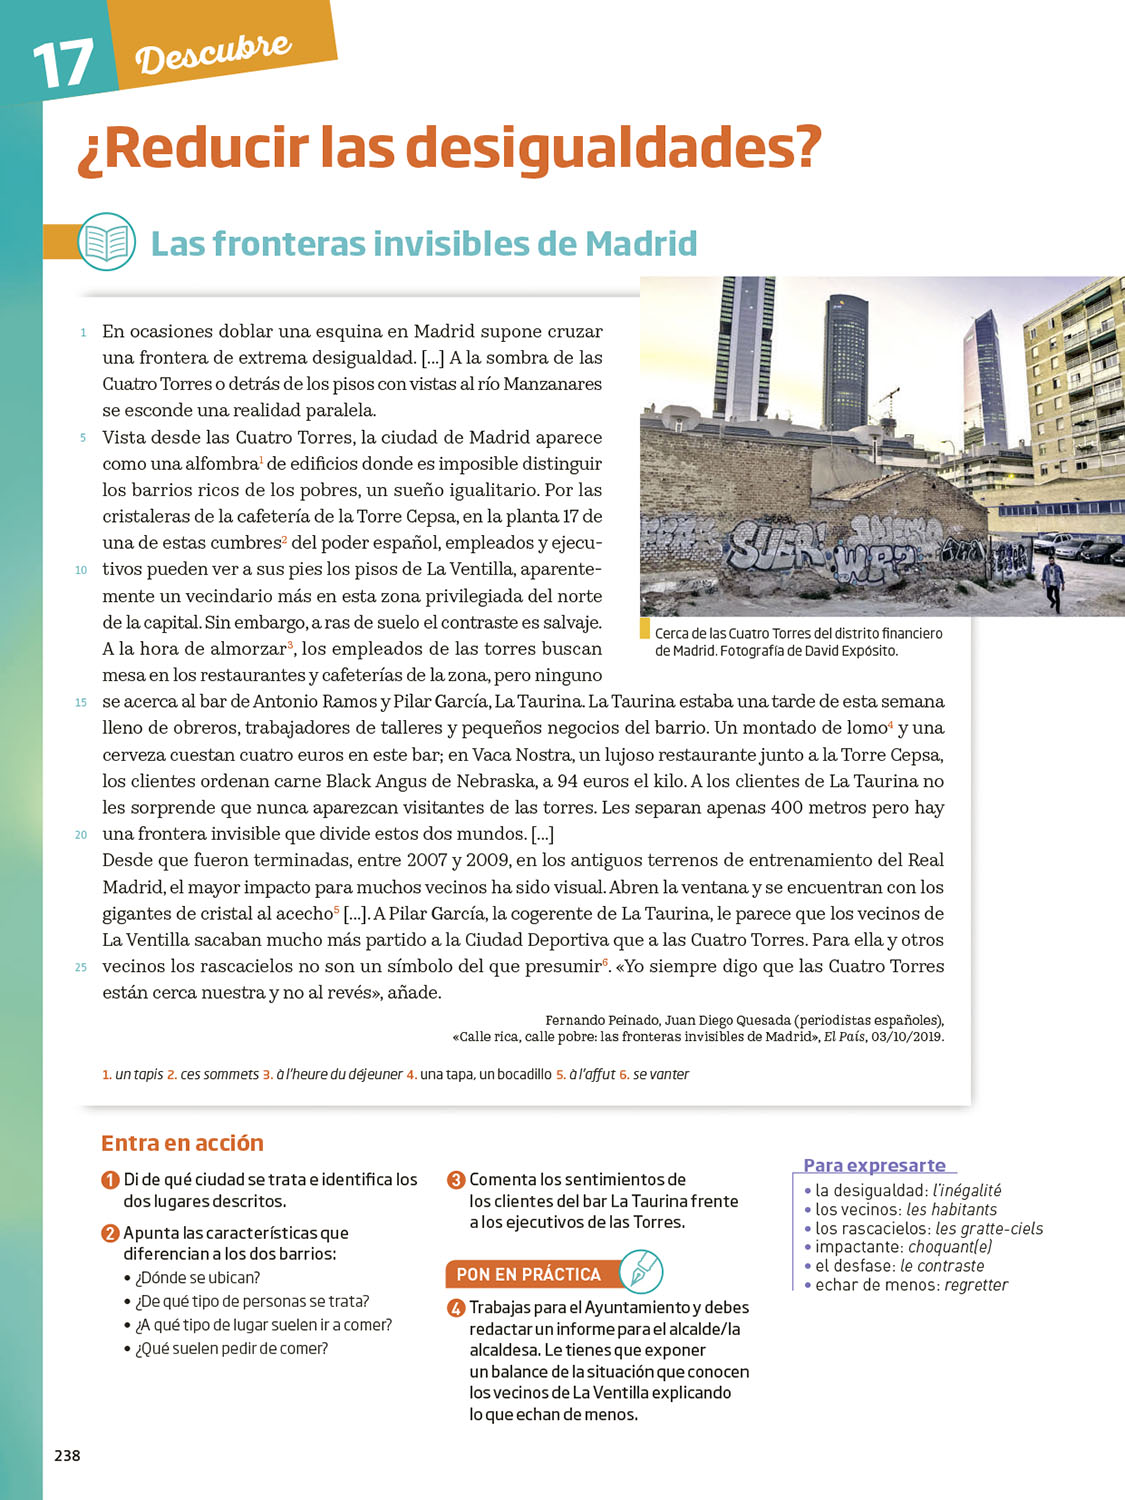 17 Descubre
¿Reducir las desigualdades?
Las fronteras invisibles de Madrid
1 En ocasiones doblar una esquina en Madrid supone cruzar
una frontera de extrema desigualdad. [...] A la sombra de las
Cuatro Torres o detrás de los pisos con vistas al río Manzanares
se esconde una realidad paralela.
5 Vista desde las Cuatro Torres, la ciudad de Madrid aparece
como una alfombra1 de edificios donde es imposible distinguir
los barrios ricos de los pobres, un sueño igualitario. Por las
cristaleras de la cafetería de la Torre Cepsa, en la planta 17 de
una de estas cumbres2 del poder español, empleados y ejecu-
10 tivos pueden ver a sus pies los pisos de La Ventilla, aparente-
mente un vecindario más en esta zona privilegiada del norte
de la capital. Sin embargo, a ras de suelo el contraste es salvaje.
A la hora de almorzar3, los empleados de las torres buscan
mesa en los restaurantes y cafeterías de la zona, pero ninguno
15 se acerca al bar de Antonio Ramos y Pilar García, La Taurina. La Taurina estaba una tarde de esta semana
lleno de obreros, trabajadores de talleres y pequeños negocios del barrio. Un montado de lomo4 y una
cerveza cuestan cuatro euros en este bar; en Vaca Nostra, un lujoso restaurante junto a la Torre Cepsa,
los clientes ordenan carne Black Angus de Nebraska, a 94 euros el kilo. A los clientes de La Taurina no
les sorprende que nunca aparezcan visitantes de las torres. Les separan apenas 400 metros pero hay
20 una frontera invisible que divide estos dos mundos. [...]
Desde que fueron terminadas, entre 2007 y 2009, en los antiguos terrenos de entrenamiento del Real
Madrid, el mayor impacto para muchos vecinos ha sido visual. Abren la ventana y se encuentran con los
gigantes de cristal al acecho5 [...]. A Pilar García, la cogerente de La Taurina, le parece que los vecinos de
La Ventilla sacaban mucho más partido a la Ciudad Deportiva que a las Cuatro Torres. Para ella y otros
25 vecinos los rascacielos no son un símbolo del que presumir6. «Yo siempre digo que las Cuatro Torres
están cerca nuestra y no al revés», añade.
Fernando Peinado, Juan Diego Quesada (periodistas españoles),
«Calle rica, calle pobre: las fronteras invisibles de Madrid», El País, 03/10/2019.
1. un tapis 2. ces sommets 3. à l'heure du déjeuner 4. una tapa, un bocadillo 5. à l'affut 6. se vanter
Cerca de las Cuatro Torres del distrito financiero
de Madrid. Fotografía de David Expósito.
Entra en acción
1 Di de qué ciudad se trata e identifica los
dos lugares descritos.
2 Apunta las características que
diferencian a los dos barrios:
• ¿Dónde se ubican?
• ¿De qué tipo de personas se trata?
• ¿A qué tipo de lugar suelen ir a comer?
• ¿Qué suelen pedir de comer?
3 Comenta los sentimientos de
los clientes del bar La Taurina frente
a los ejecutivos de las Torres.
PON EN PRÁCTICA
4 Trabajas para el Ayuntamiento y debes
redactar un informe para el alcalde/la
alcaldesa. Le tienes que exponer
un balance de la situación que conocen
los vecinos de La Ventilla explicando
lo que echan de menos.
Para expresarte
• la desigualdad: l'inégalité
• los vecinos: les habitants
• los rascacielos: les gratte-ciels
• impactante: choquant(e)
• el desfase: le contraste
• echar de menos: regretter
238